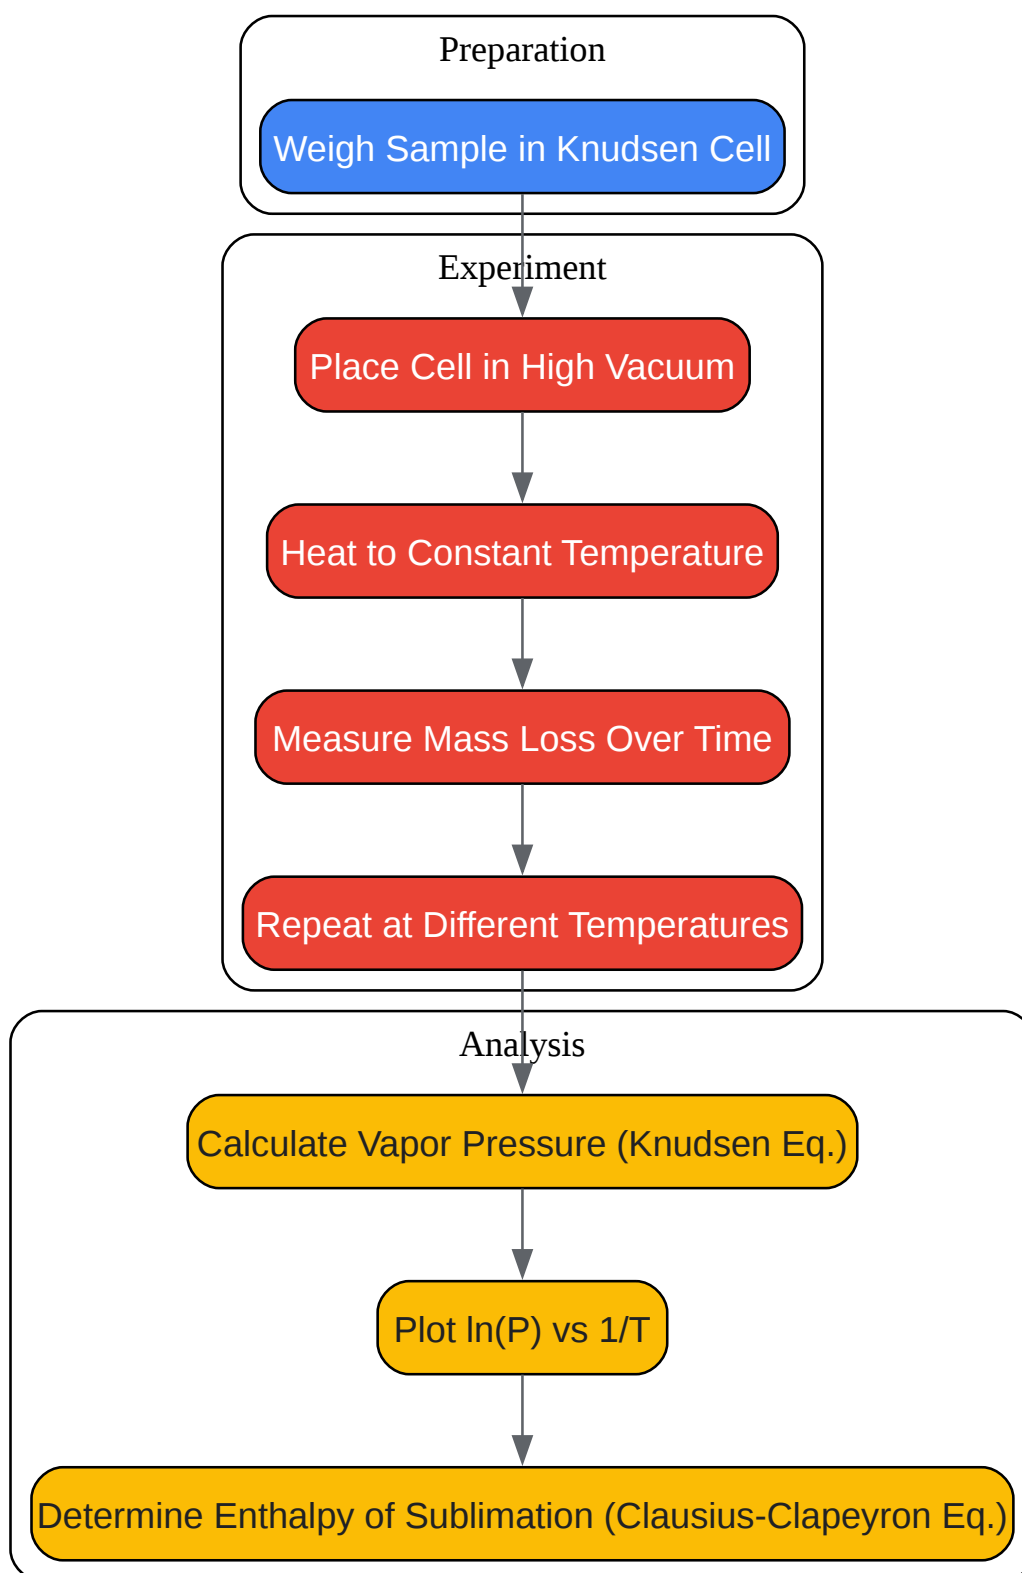 Preparation
Weigh Sample in Knudsen Cell
Experiment
Place Cell in High Vacuum
Heat to Constant Temperature
Measure Mass Loss Over Time
Repeat at Different Temperatures
Analysis
Calculate Vapor Pressure (Knudsen Eq.)
Plot ln(P) vs 1/T
Determine Enthalpy of Sublimation (Clausius-Clapeyron Eq.)